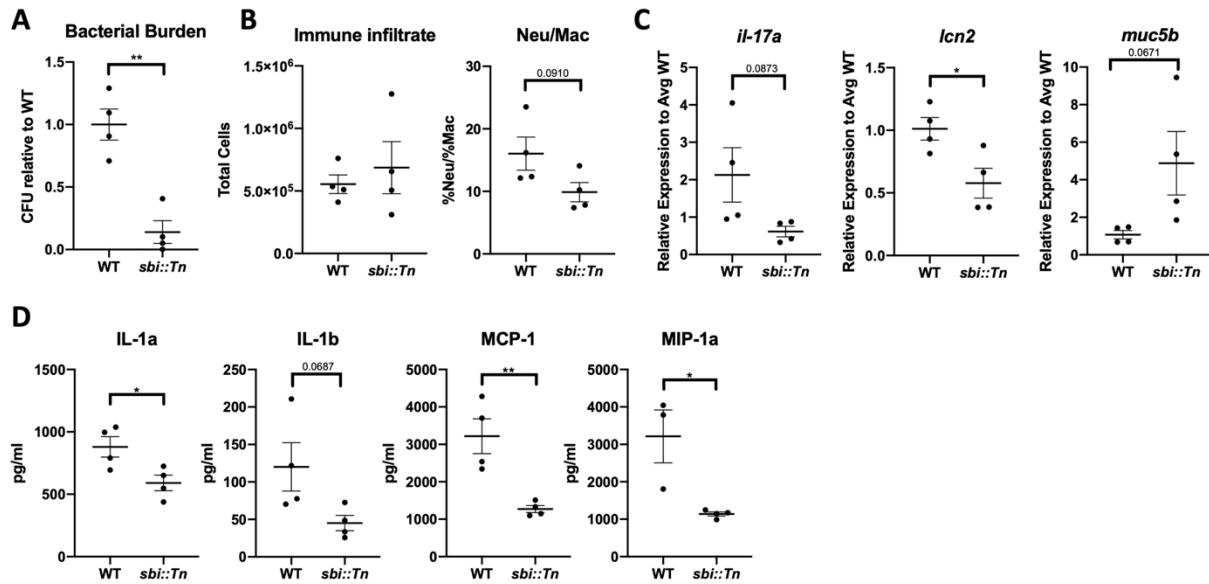 A
Bacterial Burden
**
CFU relative to WT
1.5
1.0
0.5
0.0
WT
sbi::Tn
B
Immune infiltrate
Total Cells
1.5×10⁶
1.0×10⁶
5.0×10⁵
0.0
WT
sbi::Tn
Neu/Mac
0.0910
%Neu/%Mac
30
20
10
0
WT
sbi::Tn
C
il-17a
0.0873
Relative Expression to Avg WT
5
4
3
2
1
0
WT
sbi::Tn
lcn2
*
Relative Expression to Avg WT
1.5
1.0
0.5
0.0
WT
sbi::Tn
muc5b
0.0671
Relative Expression to Avg WT
10
8
6
4
2
0
WT
sbi::Tn
D
IL-1a
*
pg/ml
1500
1000
500
0
WT
sbi::Tn
IL-1b
0.0687
pg/ml
250
200
150
100
50
0
WT
sbi::Tn
MCP-1
**
pg/ml
5000
4000
3000
2000
1000
0
WT
sbi::Tn
MIP-1a
*
pg/ml
5000
4000
3000
2000
1000
0
WT
sbi::Tn